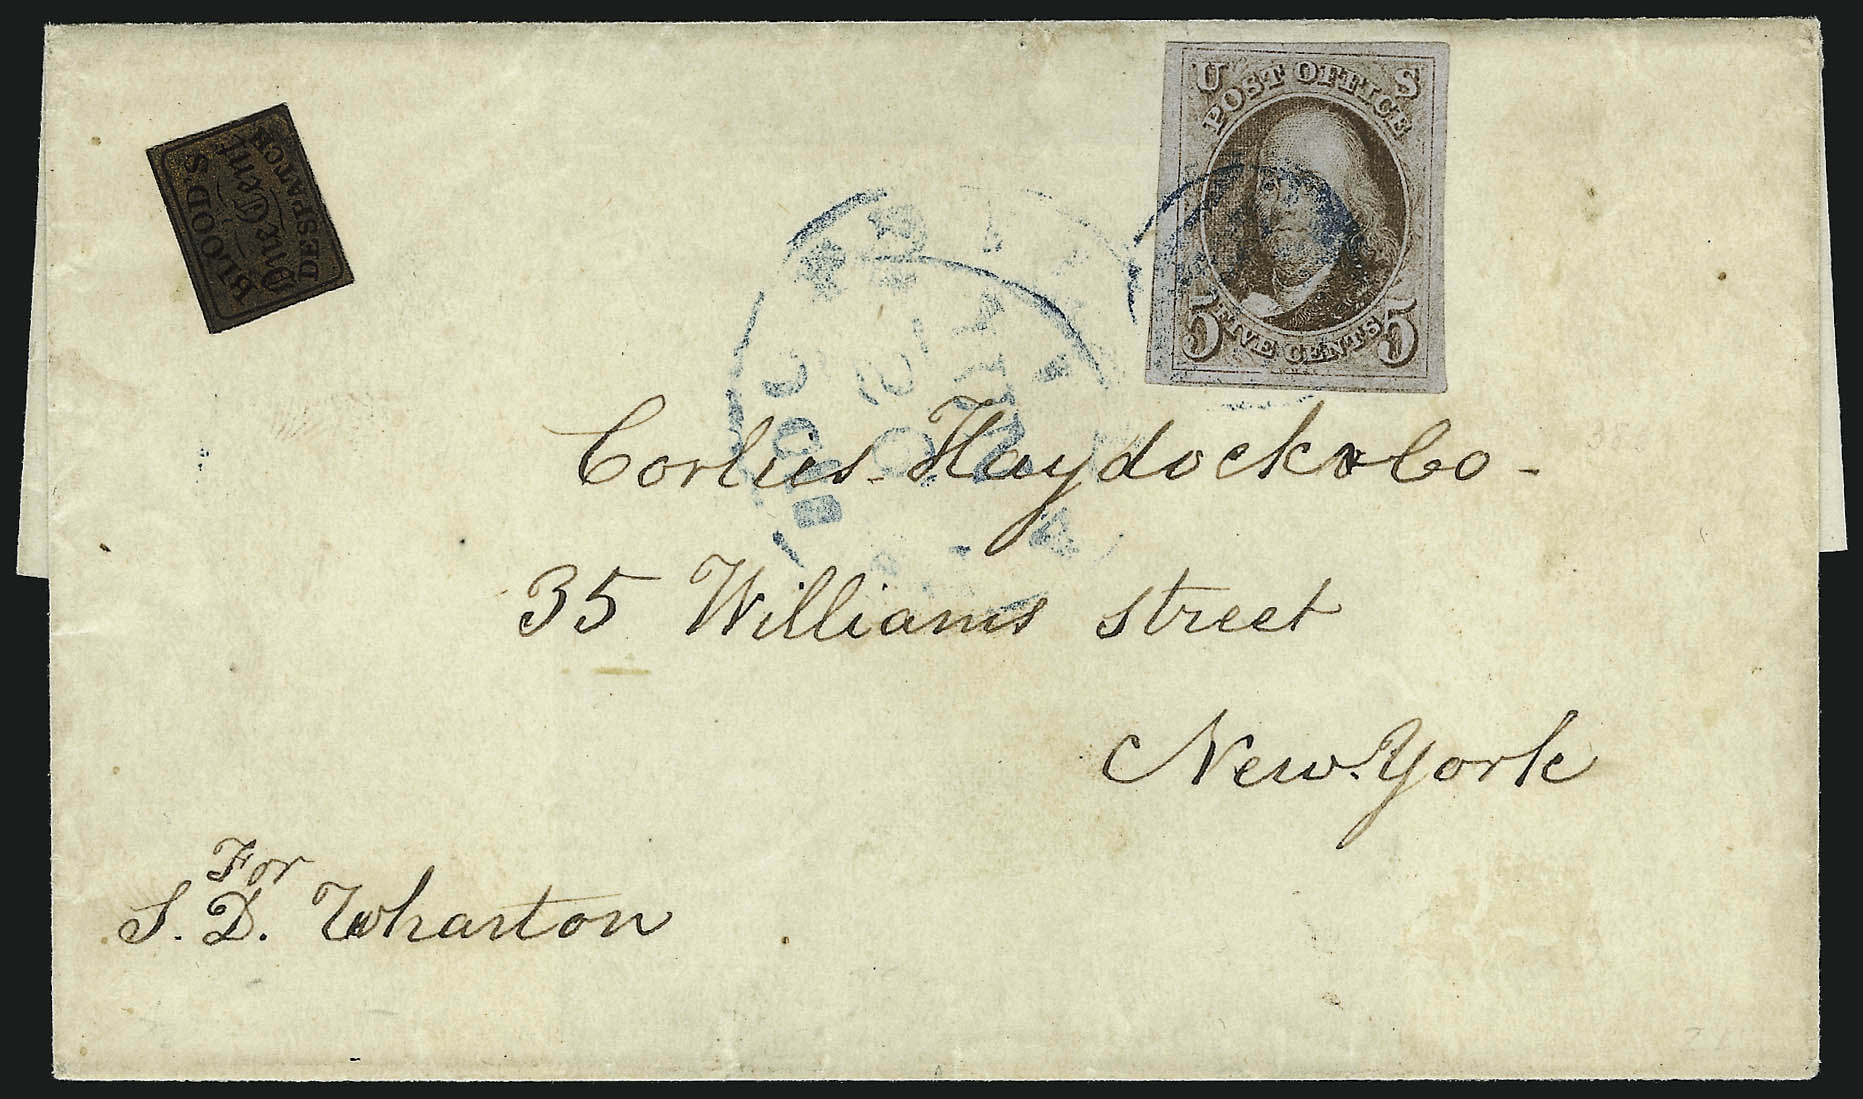 BLOOD'S
One Cent
DESPATCH
U S
POST OFFICE
5 FIVE CENTS 5
Corlies Haydock & Co -
35 Williams Street
New York
For
S. D. Wharton